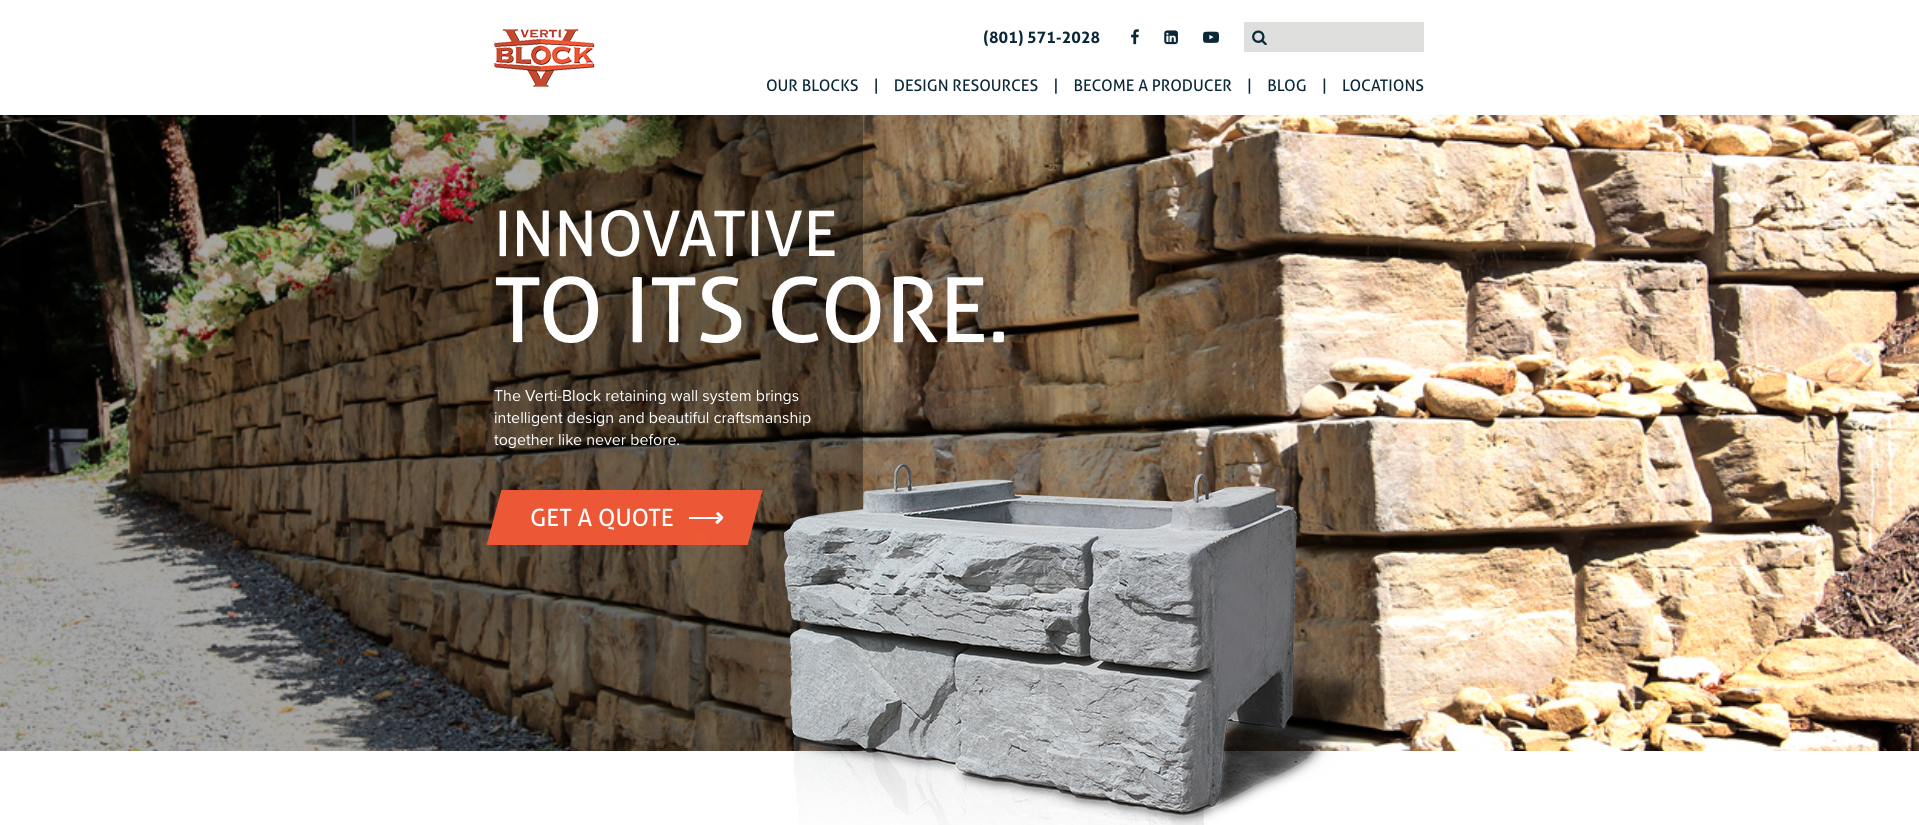 VERTI
BLOCK
(801) 571-2028
OUR BLOCKS | DESIGN RESOURCES | BECOME A PRODUCER | BLOG | LOCATIONS
INNOVATIVE
TO ITS CORE.
The Verti-Block retaining wall system brings
intelligent design and beautiful craftsmanship
together like never before.
GET A QUOTE